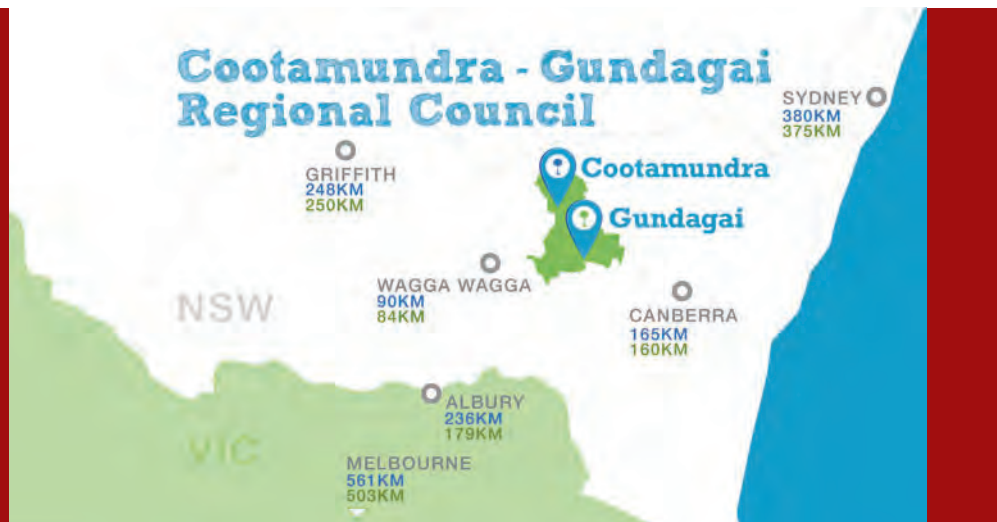 Cootamundra - Gundagai
Regional Council
SYDNEY
380KM
375KM
GRIFFITH
248KM
250KM
Cootamundra
Gundagai
WAGGA WAGGA
90KM
84KM
NSW
CANBERRA
165KM
160KM
ALBURY
236KM
179KM
VIC
MELBOURNE
561KM
503KM